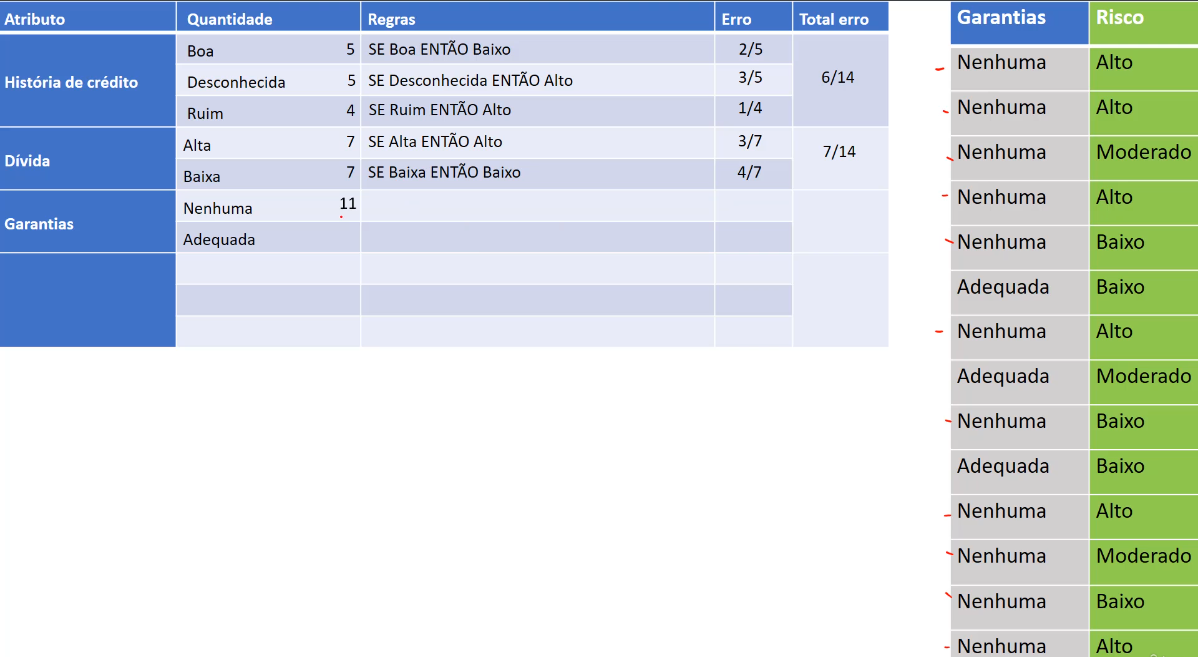 Atributo Quantidade Regras Erro Total erro
História de crédito Boa 5 SE Boa ENTÃO Baixo 2/5 6/14
Desconhecida 5 SE Desconhecida ENTÃO Alto 3/5
Ruim 4 SE Ruim ENTÃO Alto 1/4
Dívida Alta 7 SE Alta ENTÃO Alto 3/7 7/14
Baixa 7 SE Baixa ENTÃO Baixo 4/7
Garantias Nenhuma 11
Adequada
Garantias Risco
Nenhuma Alto
Nenhuma Alto
Nenhuma Moderado
Nenhuma Alto
Nenhuma Baixo
Adequada Baixo
Nenhuma Alto
Adequada Moderado
Nenhuma Baixo
Adequada Baixo
Nenhuma Alto
Nenhuma Moderado
Nenhuma Baixo
Nenhuma Alto